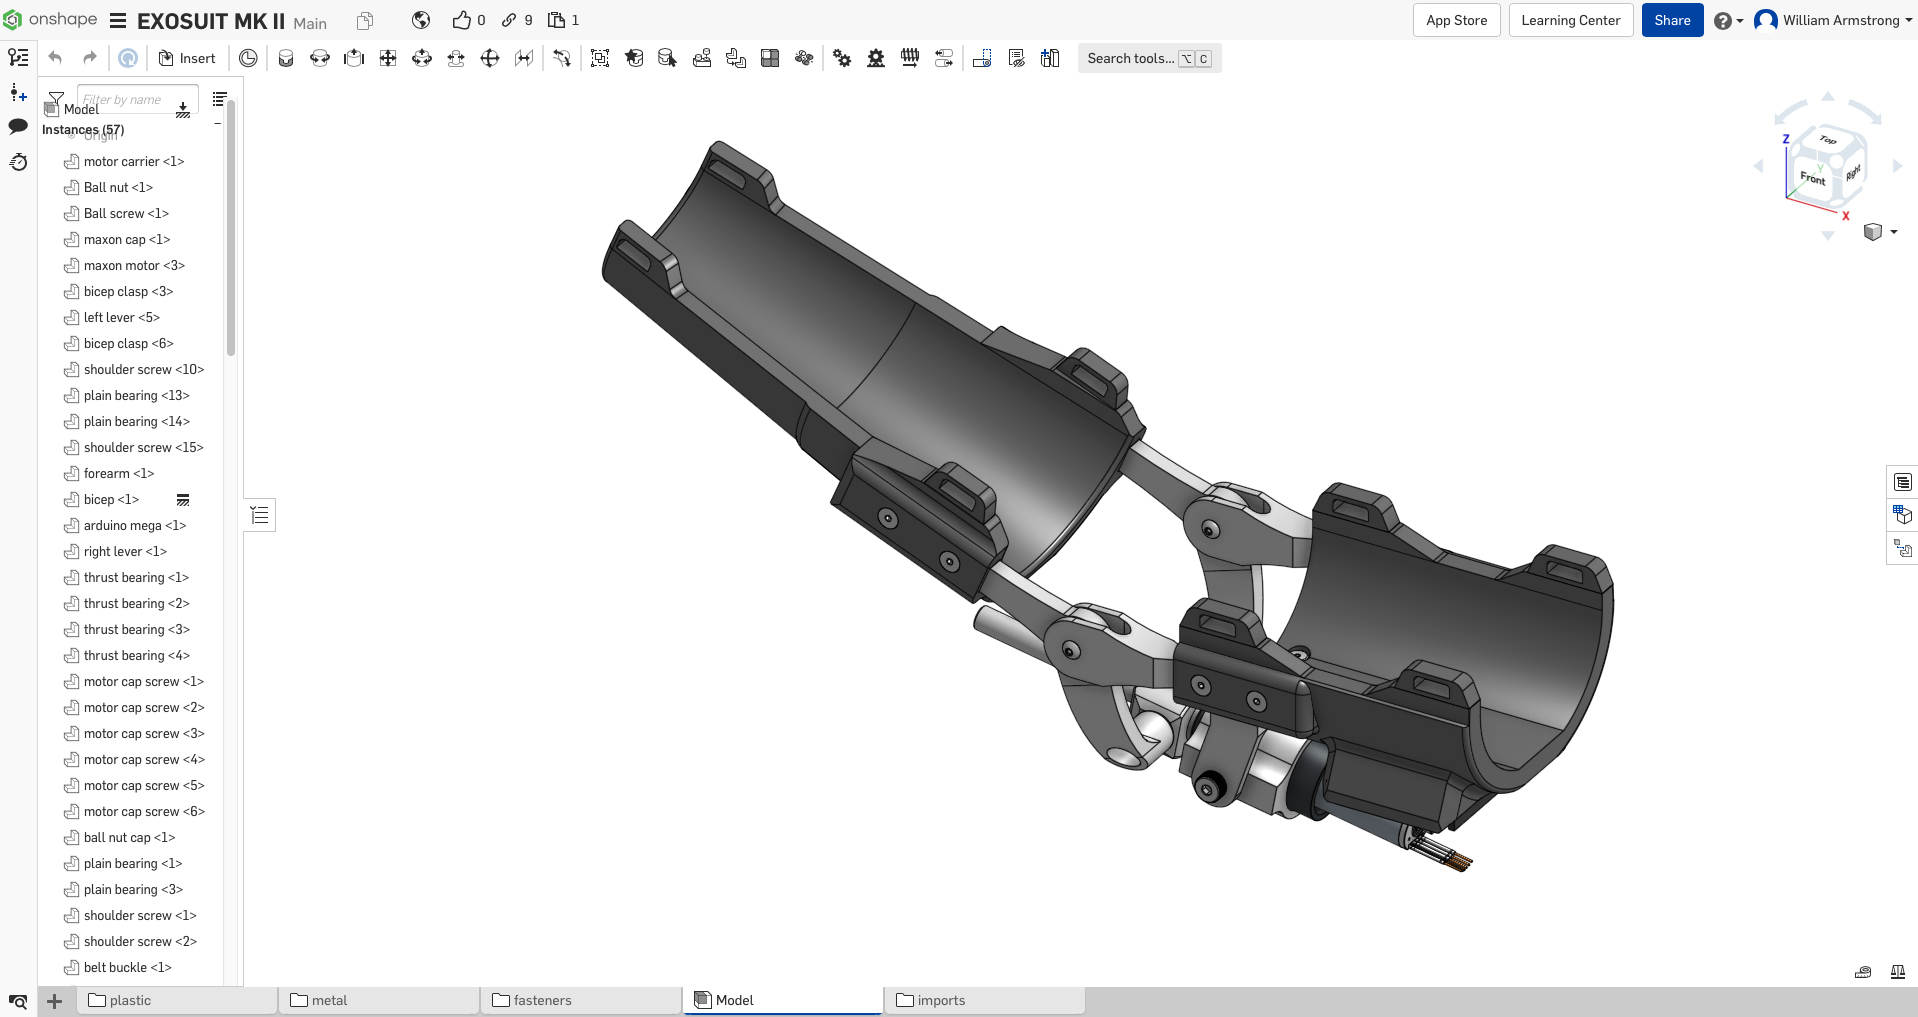 onshape EXOSUIT MK II Main 0 9 1 App Store Learning Center Share William Armstrong
Insert Search tools... ⌥ C
Filter by name
Model
Instances (57)
Origin
motor carrier <1>
Ball nut <1>
Ball screw <1>
maxon cap <1>
maxon motor <3>
bicep clasp <3>
left lever <5>
bicep clasp <6>
shoulder screw <10>
plain bearing <13>
plain bearing <14>
shoulder screw <15>
forearm <1>
bicep <1>
arduino mega <1>
right lever <1>
thrust bearing <1>
thrust bearing <2>
thrust bearing <3>
thrust bearing <4>
motor cap screw <1>
motor cap screw <2>
motor cap screw <3>
motor cap screw <4>
motor cap screw <5>
motor cap screw <6>
ball nut cap <1>
plain bearing <1>
plain bearing <3>
shoulder screw <1>
shoulder screw <2>
belt buckle <1>
Z
Top
Y
Front
Right
X
plastic metal fasteners Model imports